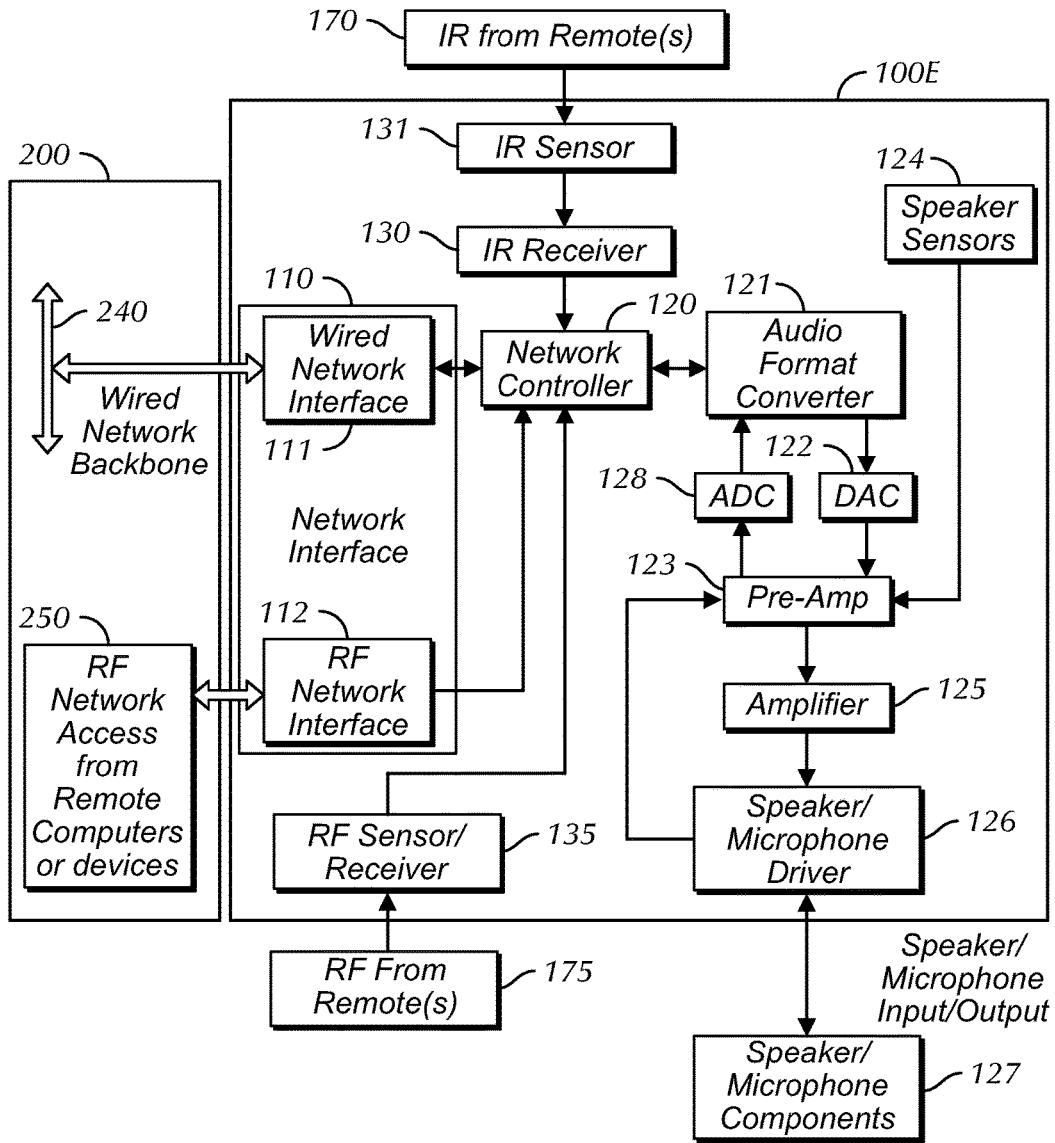 170
IR from Remote(s)
100E
131
IR Sensor
200
124
Speaker
Sensors
130
IR Receiver
110
240
Wired
Network
Interface
111
120
Network
Controller
121
Audio
Format
Converter
Wired
Network
Backbone
128
ADC
122
DAC
Network
Interface
123
Pre-Amp
250
RF
Network
Access
from
Remote
Computers
or devices
112
RF
Network
Interface
Amplifier
125
RF Sensor/
Receiver
135
Speaker/
Microphone
Driver
126
RF From
Remote(s)
175
Speaker/
Microphone
Input/Output
Speaker/
Microphone
Components
127